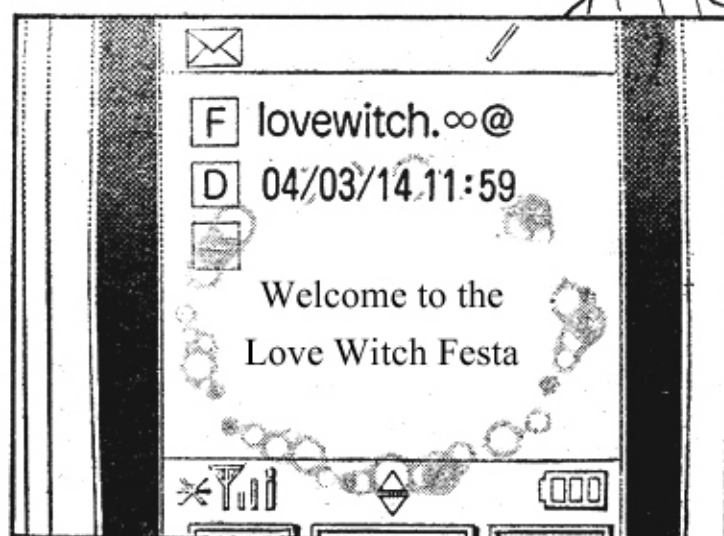 F lovewitch.∞@
D 04/03/14 11:59
Welcome to the
Love Witch Festa